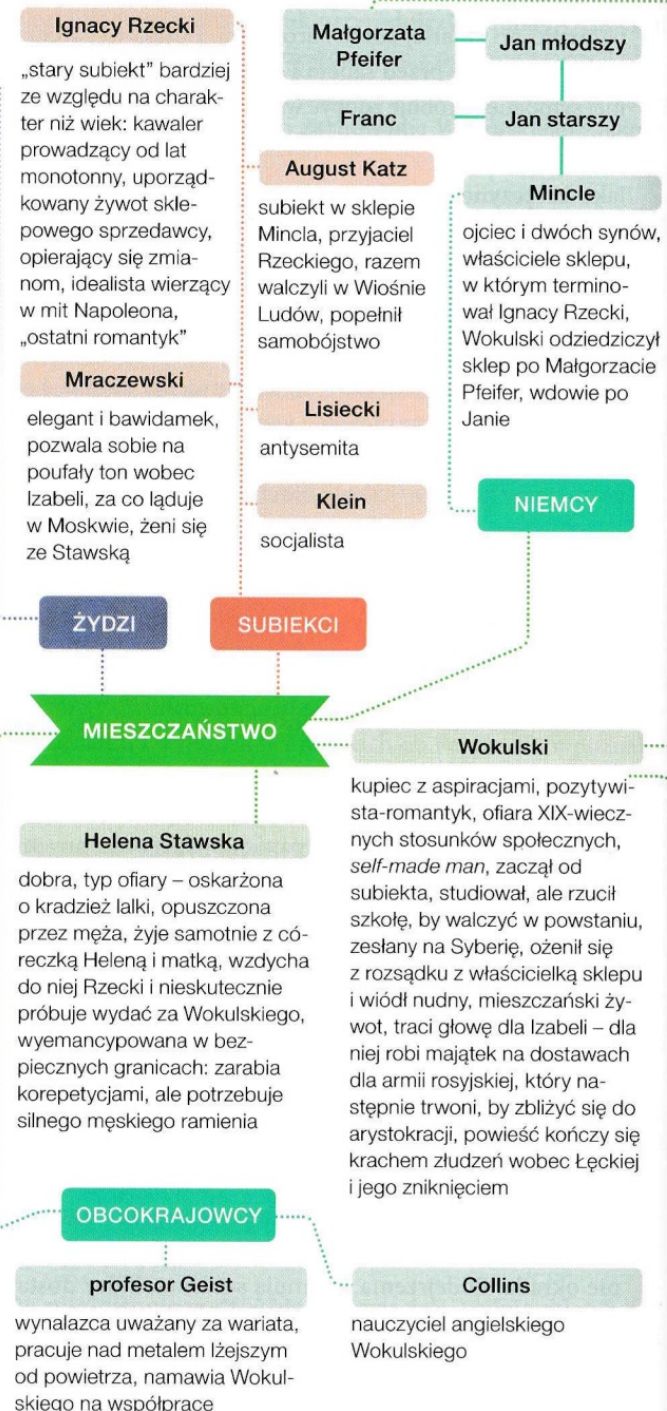 Ignacy Rzecki
„stary subiekt” bardziej
ze względu na charak-
ter niż wiek: kawaler
prowadzący od lat
monotonny, uporząd-
kowany żywot skle-
powego sprzedawcy,
opierający się zmia-
nom, idealista wierzący
w mit Napoleona,
„ostatni romantyk”
Małgorzata
Pfeifer
Jan młodszy
Franc
Jan starszy
August Katz
subiekt w sklepie
Mincla, przyjaciel
Rzeckiego, razem
walczyli w Wiośnie
Ludów, popełnił
samobójstwo
Mincle
ojciec i dwóch synów,
właściciele sklepu,
w którym termino-
wał Ignacy Rzecki,
Wokulski odziedziczył
sklep po Małgorzacie
Pfeifer, wdowie po
Janie
Mraczewski
elegant i bawidamek,
pozwala sobie na
poufały ton wobec
Izabeli, za co ląduje
w Moskwie, żeni się
ze Stawską
Lisiecki
antysemita
Klein
socjalista
NIEMCY
ŻYDZI
SUBIEKCI
MIESZCZAŃSTWO
Wokulski
kupiec z aspiracjami, pozytywi-
sta-romantyk, ofiara XIX-wiecz-
nych stosunków społecznych,
self-made man, zaczął od
subiekta, studiował, ale rzucił
szkołę, by walczyć w powstaniu,
zesłany na Syberię, ożenił się
z rozsądku z właścicielką sklepu
i wiódł nudny, mieszczański ży-
wot, traci głowę dla Izabeli – dla
niej robi majątek na dostawach
dla armii rosyjskiej, który na-
stępnie trwoni, by zbliżyć się do
arystokracji, powieść kończy się
krachem złudzeń wobec Łęckiej
i jego zniknięciem
Helena Stawska
dobra, typ ofiary – oskarżona
o kradzież lalki, opuszczona
przez męża, żyje samotnie z có-
reczką Heleną i matką, wzdycha
do niej Rzecki i nieskutecznie
próbuje wydać za Wokulskiego,
wyemancypowana w bez-
piecznych granicach: zarabia
korepetycjami, ale potrzebuje
silnego męskiego ramienia
OBCOKRAJOWCY
profesor Geist
wynalazca uważany za wariata,
pracuje nad metalem lżejszym
od powietrza, namawia Wokul-
skiego na współpracę
Collins
nauczyciel angielskiego
Wokulskiego